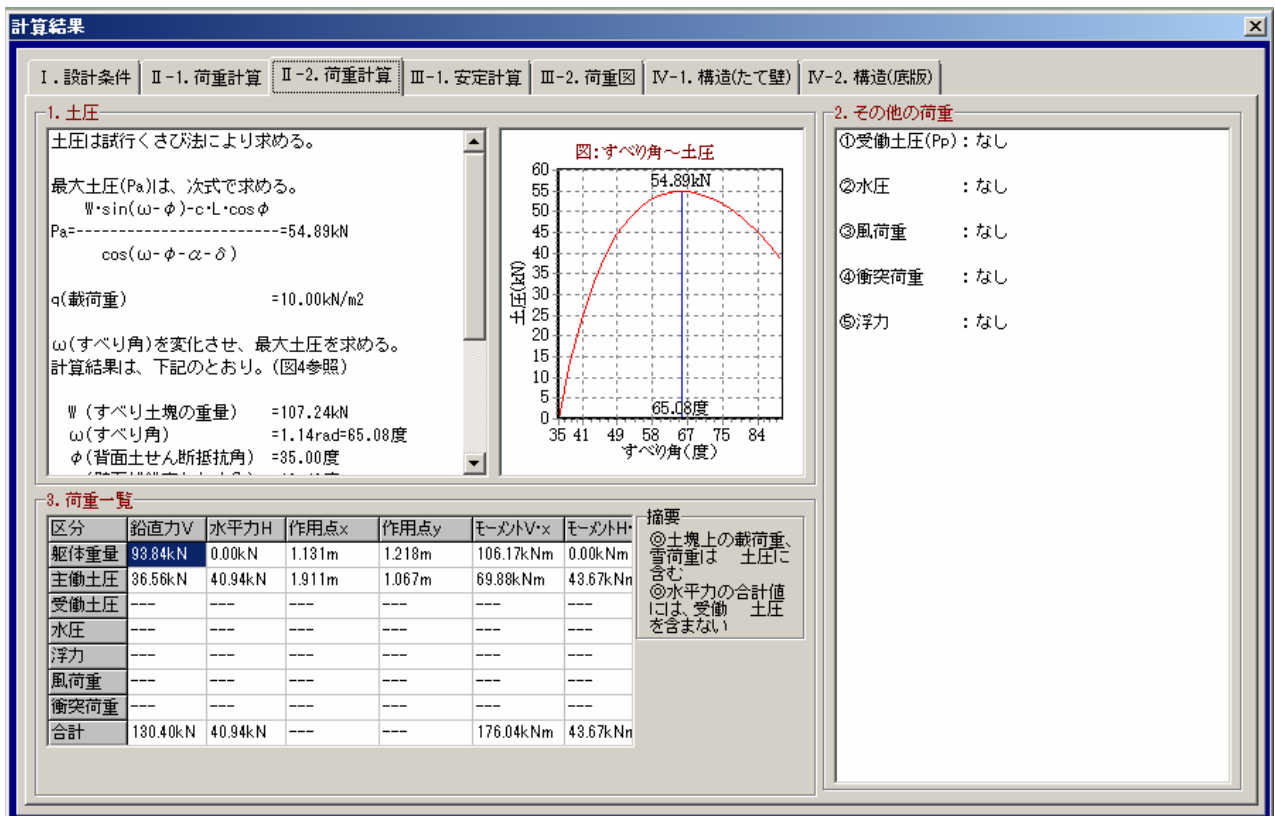 計算結果
Ⅰ.設計条件
Ⅱ-1.荷重計算
Ⅱ-2.荷重計算
Ⅲ-1.安定計算
Ⅲ-2.荷重図
Ⅳ-1.構造(たて壁)
Ⅳ-2.構造(底版)
1.土圧
土圧は試行くさび法により求める。
最大土圧(Pa)は、次式で求める。
W・sin(ω-φ)-c・L・cosφ
Pa=------------------------=54.89kN
cos(ω-φ-α-δ)
q(載荷重) =10.00kN/m2
ω(すべり角)を変化させ、最大土圧を求める。
計算結果は、下記のとおり。(図4参照)
W (すべり土塊の重量) =107.24kN
ω(すべり角) =1.14rad=65.08度
φ(背面土せん断抵抗角) =35.00度
図:すべり角～土圧
54.89kN
土圧(kN)
60
55
50
45
40
35
30
25
20
15
10
5
0
65.08度
35 41 49 58 67 75 84
すべり角(度)
2.その他の荷重
①受働土圧(Pp):なし
②水圧 :なし
③風荷重 :なし
④衝突荷重 :なし
⑤浮力 :なし
3.荷重一覧
区分 鉛直力V 水平力H 作用点x 作用点y モーメントV・x モーメントH・
躯体重量 93.84kN 0.00kN 1.131m 1.218m 106.17kNm 0.00kNm
主働土圧 36.56kN 40.94kN 1.911m 1.067m 69.88kNm 43.67kNm
受働土圧 --- --- --- --- --- ---
水圧 --- --- --- --- --- ---
浮力 --- --- --- --- --- ---
風荷重 --- --- --- --- --- ---
衝突荷重 --- --- --- --- --- ---
合計 130.40kN 40.94kN --- --- 176.04kNm 43.67kNm
摘要
◎土塊上の載荷重、
雪荷重は 土圧に
含む
◎水平力の合計値
には、受働 土圧
を含まない